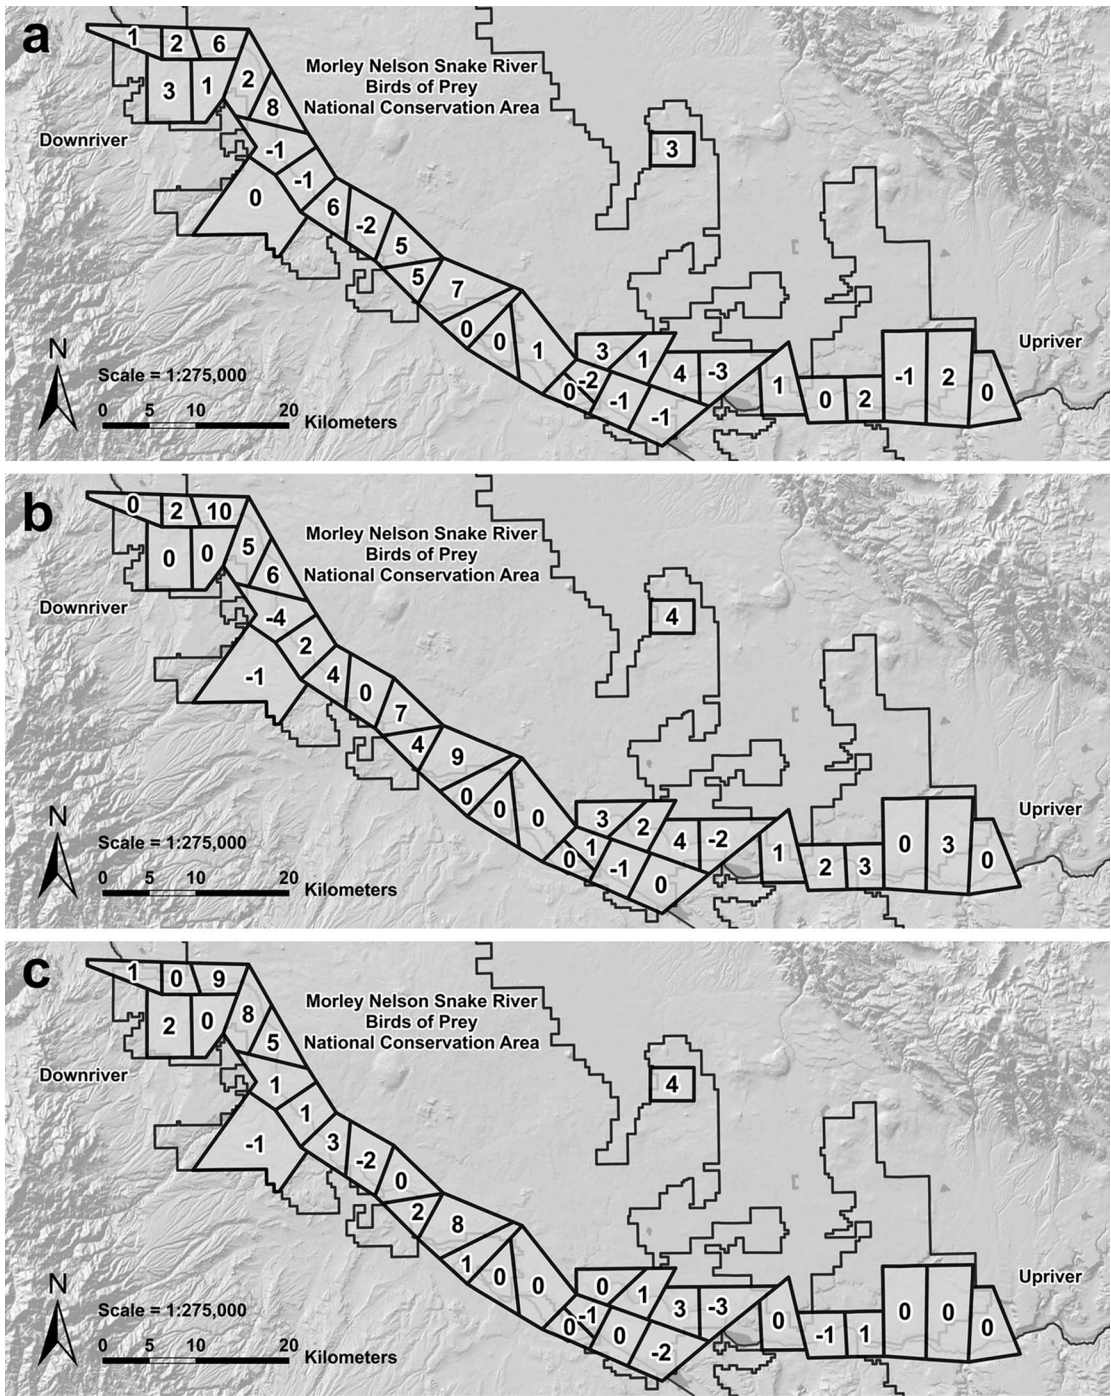 a
1 2 6
3 1 2 8
Morley Nelson Snake River
Birds of Prey
National Conservation Area
Downriver
-1
-1
0
6
-2
5
5
7
0
0
1
3
3
1
-2
0
-1
-1
4
-3
1
0
2
-1
2
0
Upriver
N
Scale = 1:275,000
0 5 10 20 Kilometers
b
0 2 10
0 0 5 6
Morley Nelson Snake River
Birds of Prey
National Conservation Area
Downriver
-4
2
-1
4
0
7
4
9
0
0
0
4
3
2
1
0
-1
0
4
-2
1
2
3
0
3
0
Upriver
N
Scale = 1:275,000
0 5 10 20 Kilometers
c
1 0 9
2 0 8 5
Morley Nelson Snake River
Birds of Prey
National Conservation Area
Downriver
1
1
-1
3
-2
0
2
8
1
0
0
4
0
1
-1
0
0
-2
3
-3
0
-1
1
0
0
0
Upriver
N
Scale = 1:275,000
0 5 10 20 Kilometers